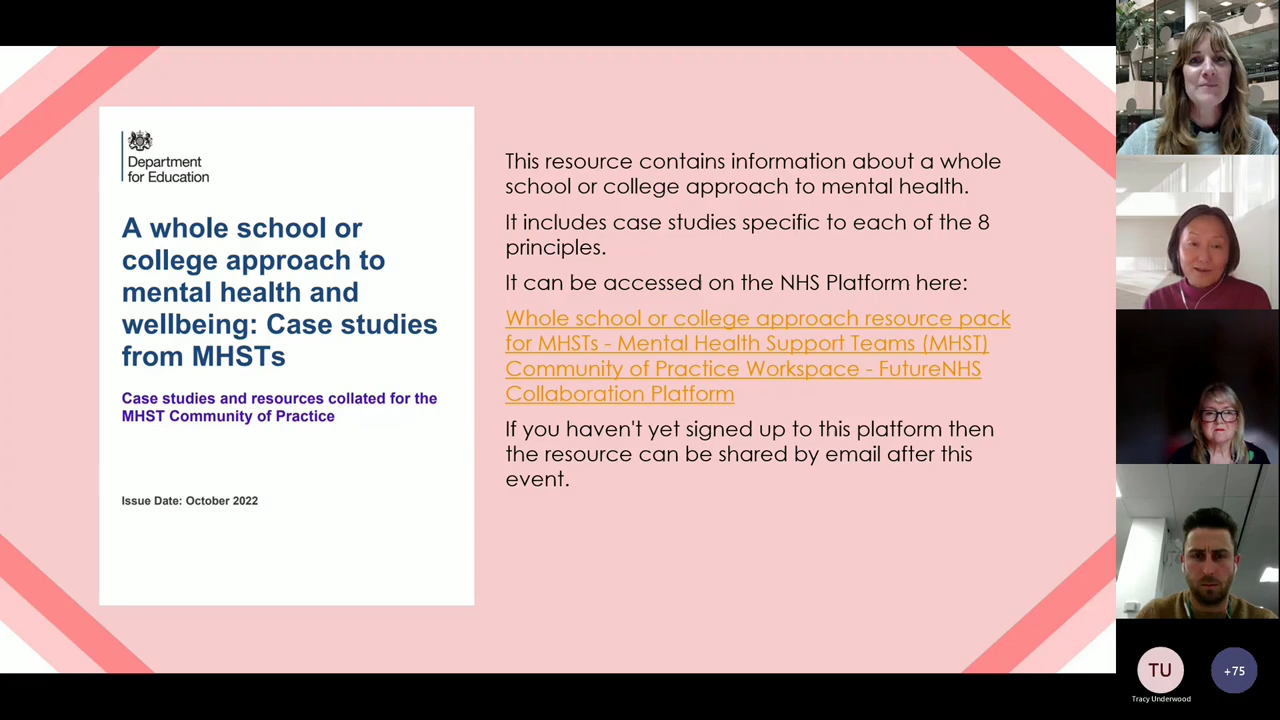 Department
for Education
A whole school or
college approach to
mental health and
wellbeing: Case studies
from MHSTs
Case studies and resources collated for the
MHST Community of Practice
Issue Date: October 2022
This resource contains information about a whole
school or college approach to mental health.
It includes case studies specific to each of the 8
principles.
It can be accessed on the NHS Platform here:
Whole school or college approach resource pack
for MHSTs - Mental Health Support Teams (MHST)
Community of Practice Workspace - FutureNHS
Collaboration Platform
If you haven't yet signed up to this platform then
the resource can be shared by email after this
event.
TU
Tracy Underwood
+75